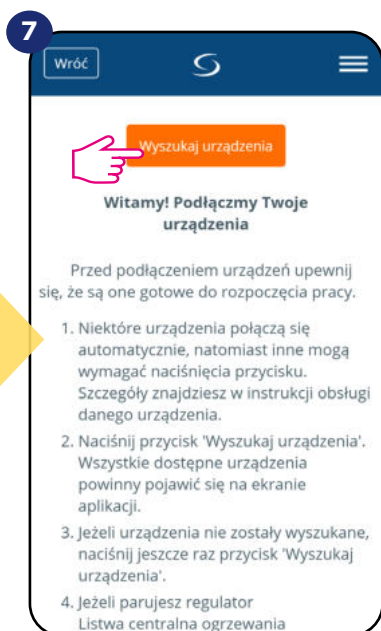 7
Wróć
Wyszukaj urządzenia
Witamy! Podłączmy Twoje
urządzenia
Przed podłączeniem urządzeń upewnij
się, że są one gotowe do rozpoczęcia pracy.
1. Niektóre urządzenia połączą się
automatycznie, natomiast inne mogą
wymagać naciśnięcia przycisku.
Szczegóły znajdziesz w instrukcji obsługi
danego urządzenia.
2. Naciśnij przycisk 'Wyszukaj urządzenia'.
Wszystkie dostępne urządzenia
powinny pojawić się na ekranie
aplikacji.
3. Jeżeli urządzenia nie zostały wyszukane,
naciśnij jeszcze raz przycisk 'Wyszukaj
urządzenia'.
4. Jeżeli parujesz regulator
Listwa centralna ogrzewania